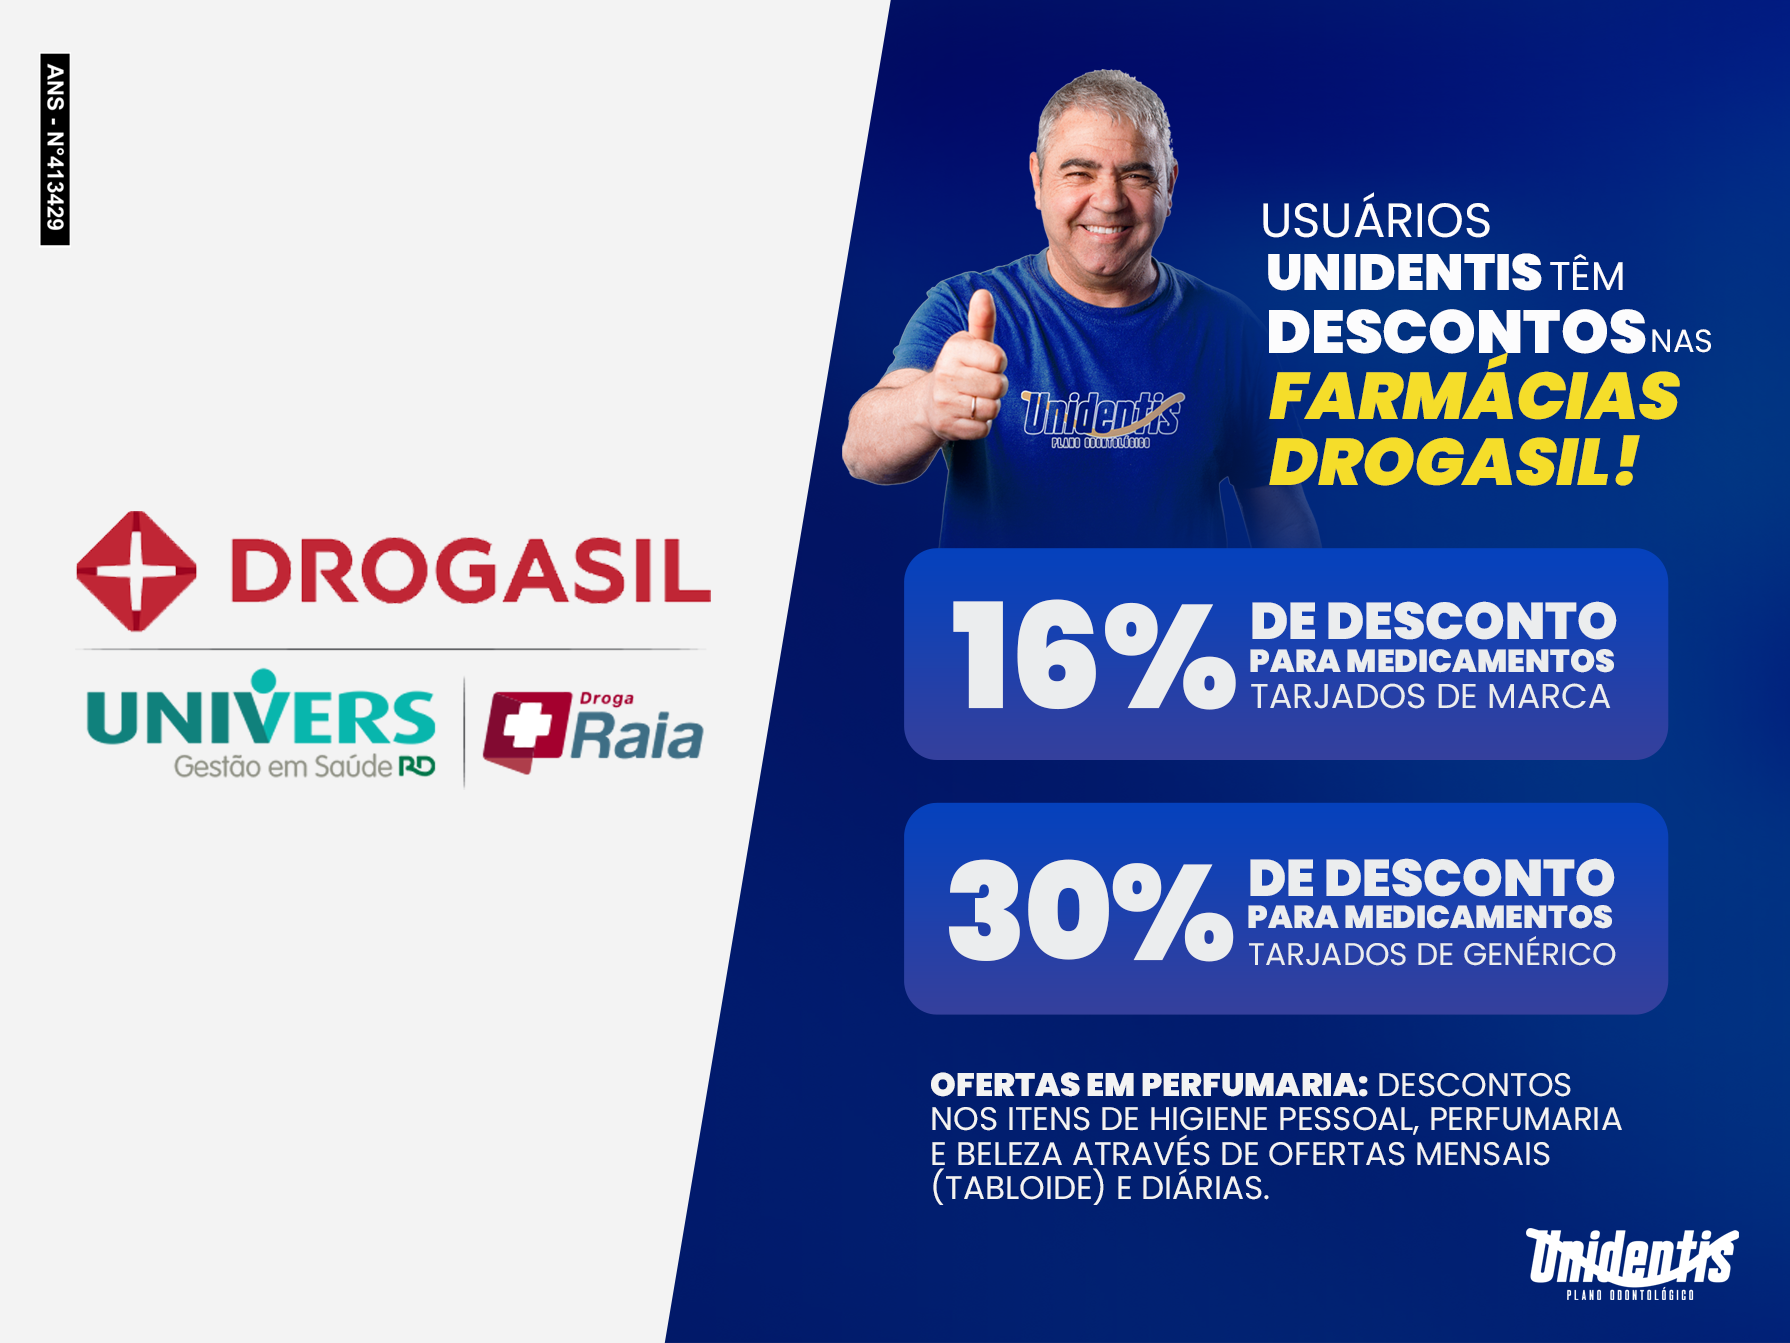 ANS - N°413429
DROGASIL
UNIVERS
Gestão em Saúde RD
Droga
Raia
USUÁRIOS
UNIDENTIS TÊM
DESCONTOS NAS
FARMÁCIAS
DROGASIL!
Unidentis
PLANO ODONTOLÓGICO
16% DE DESCONTO
PARA MEDICAMENTOS
TARJADOS DE MARCA
30% DE DESCONTO
PARA MEDICAMENTOS
TARJADOS DE GENÉRICO
OFERTAS EM PERFUMARIA: DESCONTOS
NOS ITENS DE HIGIENE PESSOAL, PERFUMARIA
E BELEZA ATRAVÉS DE OFERTAS MENSAIS
(TABLOIDE) E DIÁRIAS.
Unidentis
PLANO ODONTOLÓGICO